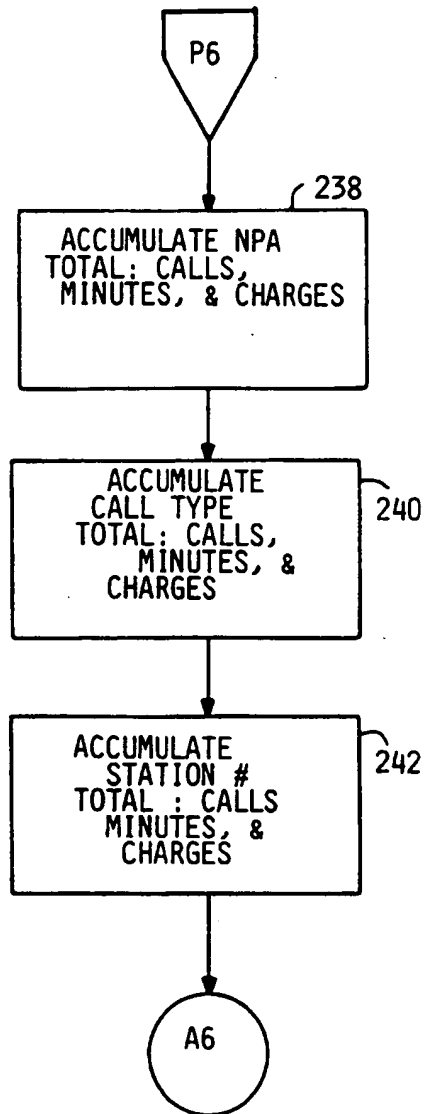 P6
238
ACCUMULATE NPA
TOTAL: CALLS,
MINUTES, & CHARGES
ACCUMULATE
CALL TYPE
TOTAL: CALLS,
MINUTES, &
CHARGES
240
ACCUMULATE
STATION #
TOTAL : CALLS
MINUTES, &
CHARGES
242
A6